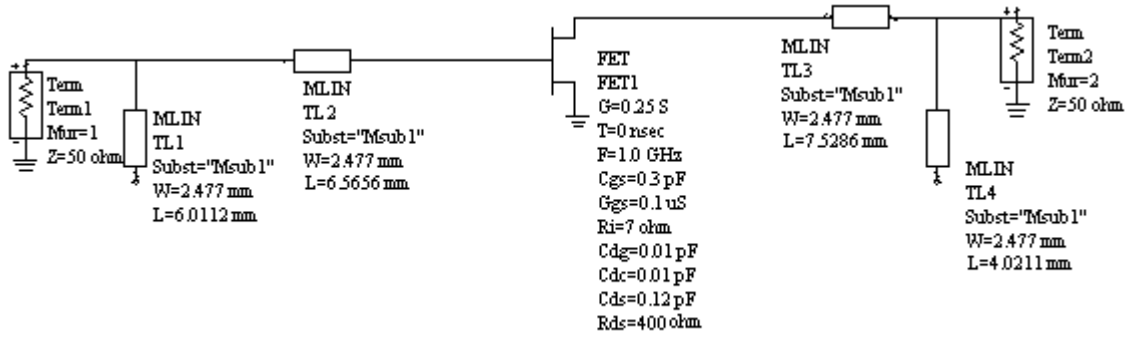 Term
Term1
Mur=1
Z=50 ohm
MLIN
TL1
Subst="Msub1"
W=2.477 mm
L=6.0112 mm
MLIN
TL2
Subst="Msub1"
W=2.477 mm
L=6.5656 mm
FET
FET1
G=0.25 S
T=0 nsec
F=1.0 GHz
Cgs=0.3 pF
Ggs=0.1 uS
Ri=7 ohm
Cdg=0.01 pF
Cdc=0.01 pF
Cds=0.12 pF
Rds=400 ohm
MLIN
TL3
Subst="Msub1"
W=2.477 mm
L=7.5286 mm
Term
Term2
Mur=2
Z=50 ohm
MLIN
TL4
Subst="Msub1"
W=2.477 mm
L=4.0211 mm